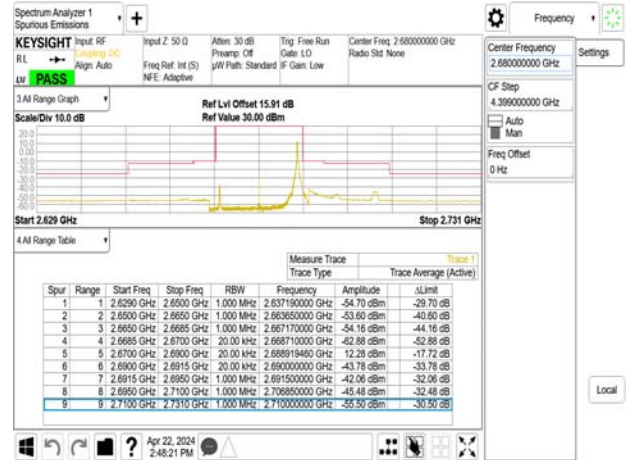 Spectrum Analyzer 1
Spurious Emissions
Frequency
KEYSIGHT
Input: RF
Coupling: DC
Align: Auto
Input Z: 50 Ω
Freq Ref: Int (S)
NFE: Adaptive
Atten: 30 dB
Preamp: Off
µW Path: Standard
Trig: Free Run
Gate: LO
IF Gain: Low
Center Freq: 2.680000000 GHz
Radio Std: None
RL
LV
PASS
3 All Range Graph
Scale/Div 10.0 dB
Ref Lvl Offset 15.91 dB
Ref Value 30.00 dBm
20.0
10.0
0.00
-10.0
-20.0
-30.0
-40.0
-50.0
-60.0
Start 2.629 GHz
Stop 2.731 GHz
4 All Range Table
Measure Trace Trace 1
Trace Type Trace Average (Active)
Spur Range Start Freq Stop Freq RBW Frequency Amplitude ΔLimit
1 1 2.6290 GHz 2.6500 GHz 1.000 MHz 2.637190000 GHz -54.70 dBm -29.70 dB
2 2 2.6500 GHz 2.6650 GHz 1.000 MHz 2.663650000 GHz -53.60 dBm -40.60 dB
3 3 2.6650 GHz 2.6685 GHz 1.000 MHz 2.667170000 GHz -54.16 dBm -44.16 dB
4 4 2.6685 GHz 2.6700 GHz 20.00 kHz 2.668710000 GHz -62.88 dBm -52.88 dB
5 5 2.6700 GHz 2.6900 GHz 20.00 kHz 2.688919460 GHz 12.28 dBm -17.72 dB
6 6 2.6900 GHz 2.6915 GHz 20.00 kHz 2.690000000 GHz -43.78 dBm -33.78 dB
7 7 2.6915 GHz 2.6950 GHz 1.000 MHz 2.691500000 GHz -42.06 dBm -32.06 dB
8 8 2.6950 GHz 2.7100 GHz 1.000 MHz 2.706850000 GHz -45.48 dBm -32.48 dB
9 9 2.7100 GHz 2.7310 GHz 1.000 MHz 2.710000000 GHz -55.50 dBm -30.50 dB
Apr 22, 2024
2:48:21 PM
Center Frequency
2.680000000 GHz
Settings
CF Step
4.399000000 GHz
Auto
Man
Freq Offset
0 Hz
Local